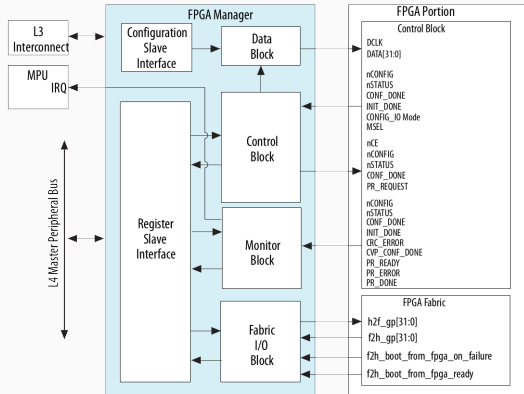 FPGA Manager
FPGA Portion
L3
Interconnect
MPU
IRQ
L4 Master Peripheral Bus
Configuration
Slave
Interface
Data
Block
Register
Slave
Interface
Control
Block
Monitor
Block
Fabric
I/O
Block
Control Block
DCLK
DATA[31:0]
nCONFIG
nSTATUS
CONF_DONE
INIT_DONE
CONFIG_IO Mode
MSEL
nCE
nCONFIG
nSTATUS
CONF_DONE
PR_REQUEST
nCONFIG
nSTATUS
CONF_DONE
INIT_DONE
CRC_ERROR
CVP_CONF_DONE
PR_READY
PR_ERROR
PR_DONE
FPGA Fabric
h2f_gp[31:0]
f2h_gp[31:0]
f2h_boot_from_fpga_on_failure
f2h_boot_from_fpga_ready